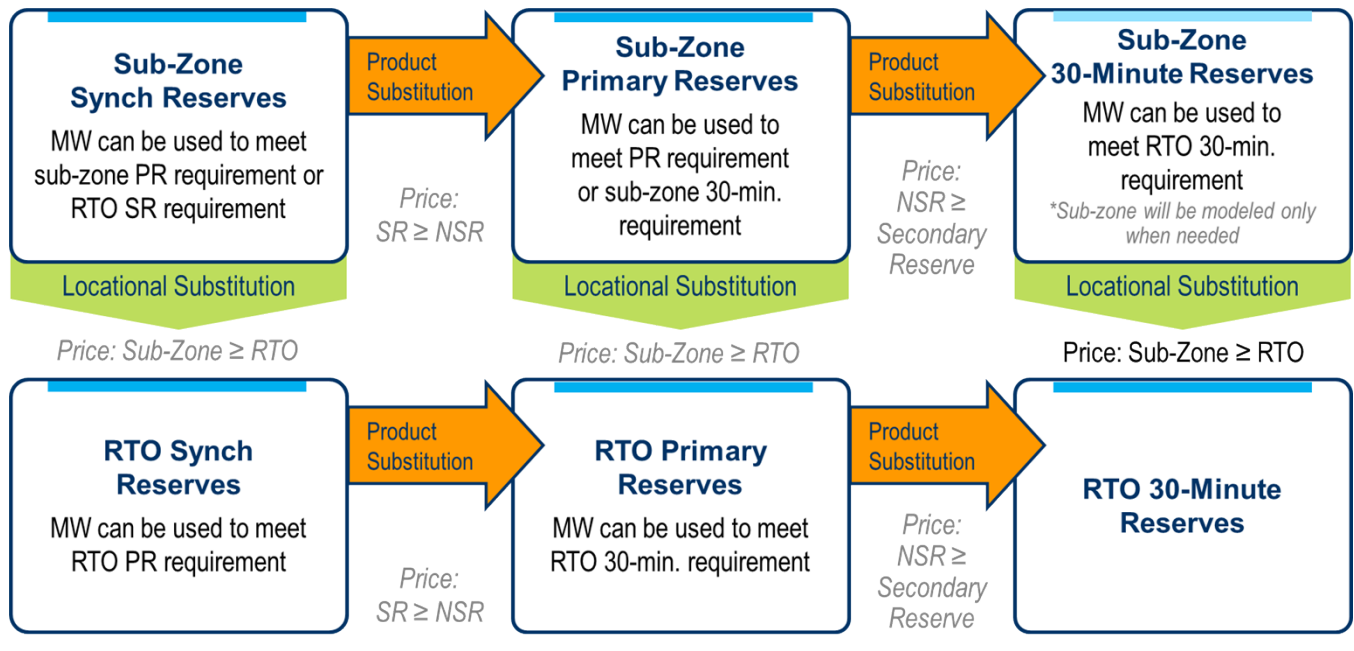 Sub-Zone
Synch Reserves
MW can be used to meet
sub-zone PR requirement or
RTO SR requirement
Product
Substitution
Price:
SR ≥ NSR
Sub-Zone
Primary Reserves
MW can be used to
meet PR requirement
or sub-zone 30-min.
requirement
Product
Substitution
Price:
NSR ≥
Secondary
Reserve
Sub-Zone
30-Minute Reserves
MW can be used to
meet RTO 30-min.
requirement
*Sub-zone will be modeled only
when needed
Locational Substitution
Price: Sub-Zone ≥ RTO
Locational Substitution
Price: Sub-Zone ≥ RTO
Locational Substitution
Price: Sub-Zone ≥ RTO
RTO Synch
Reserves
MW can be used to meet
RTO PR requirement
Product
Substitution
Price:
SR ≥ NSR
RTO Primary
Reserves
MW can be used to meet
RTO 30-min. requirement
Product
Substitution
Price:
NSR ≥
Secondary
Reserve
RTO 30-Minute
Reserves